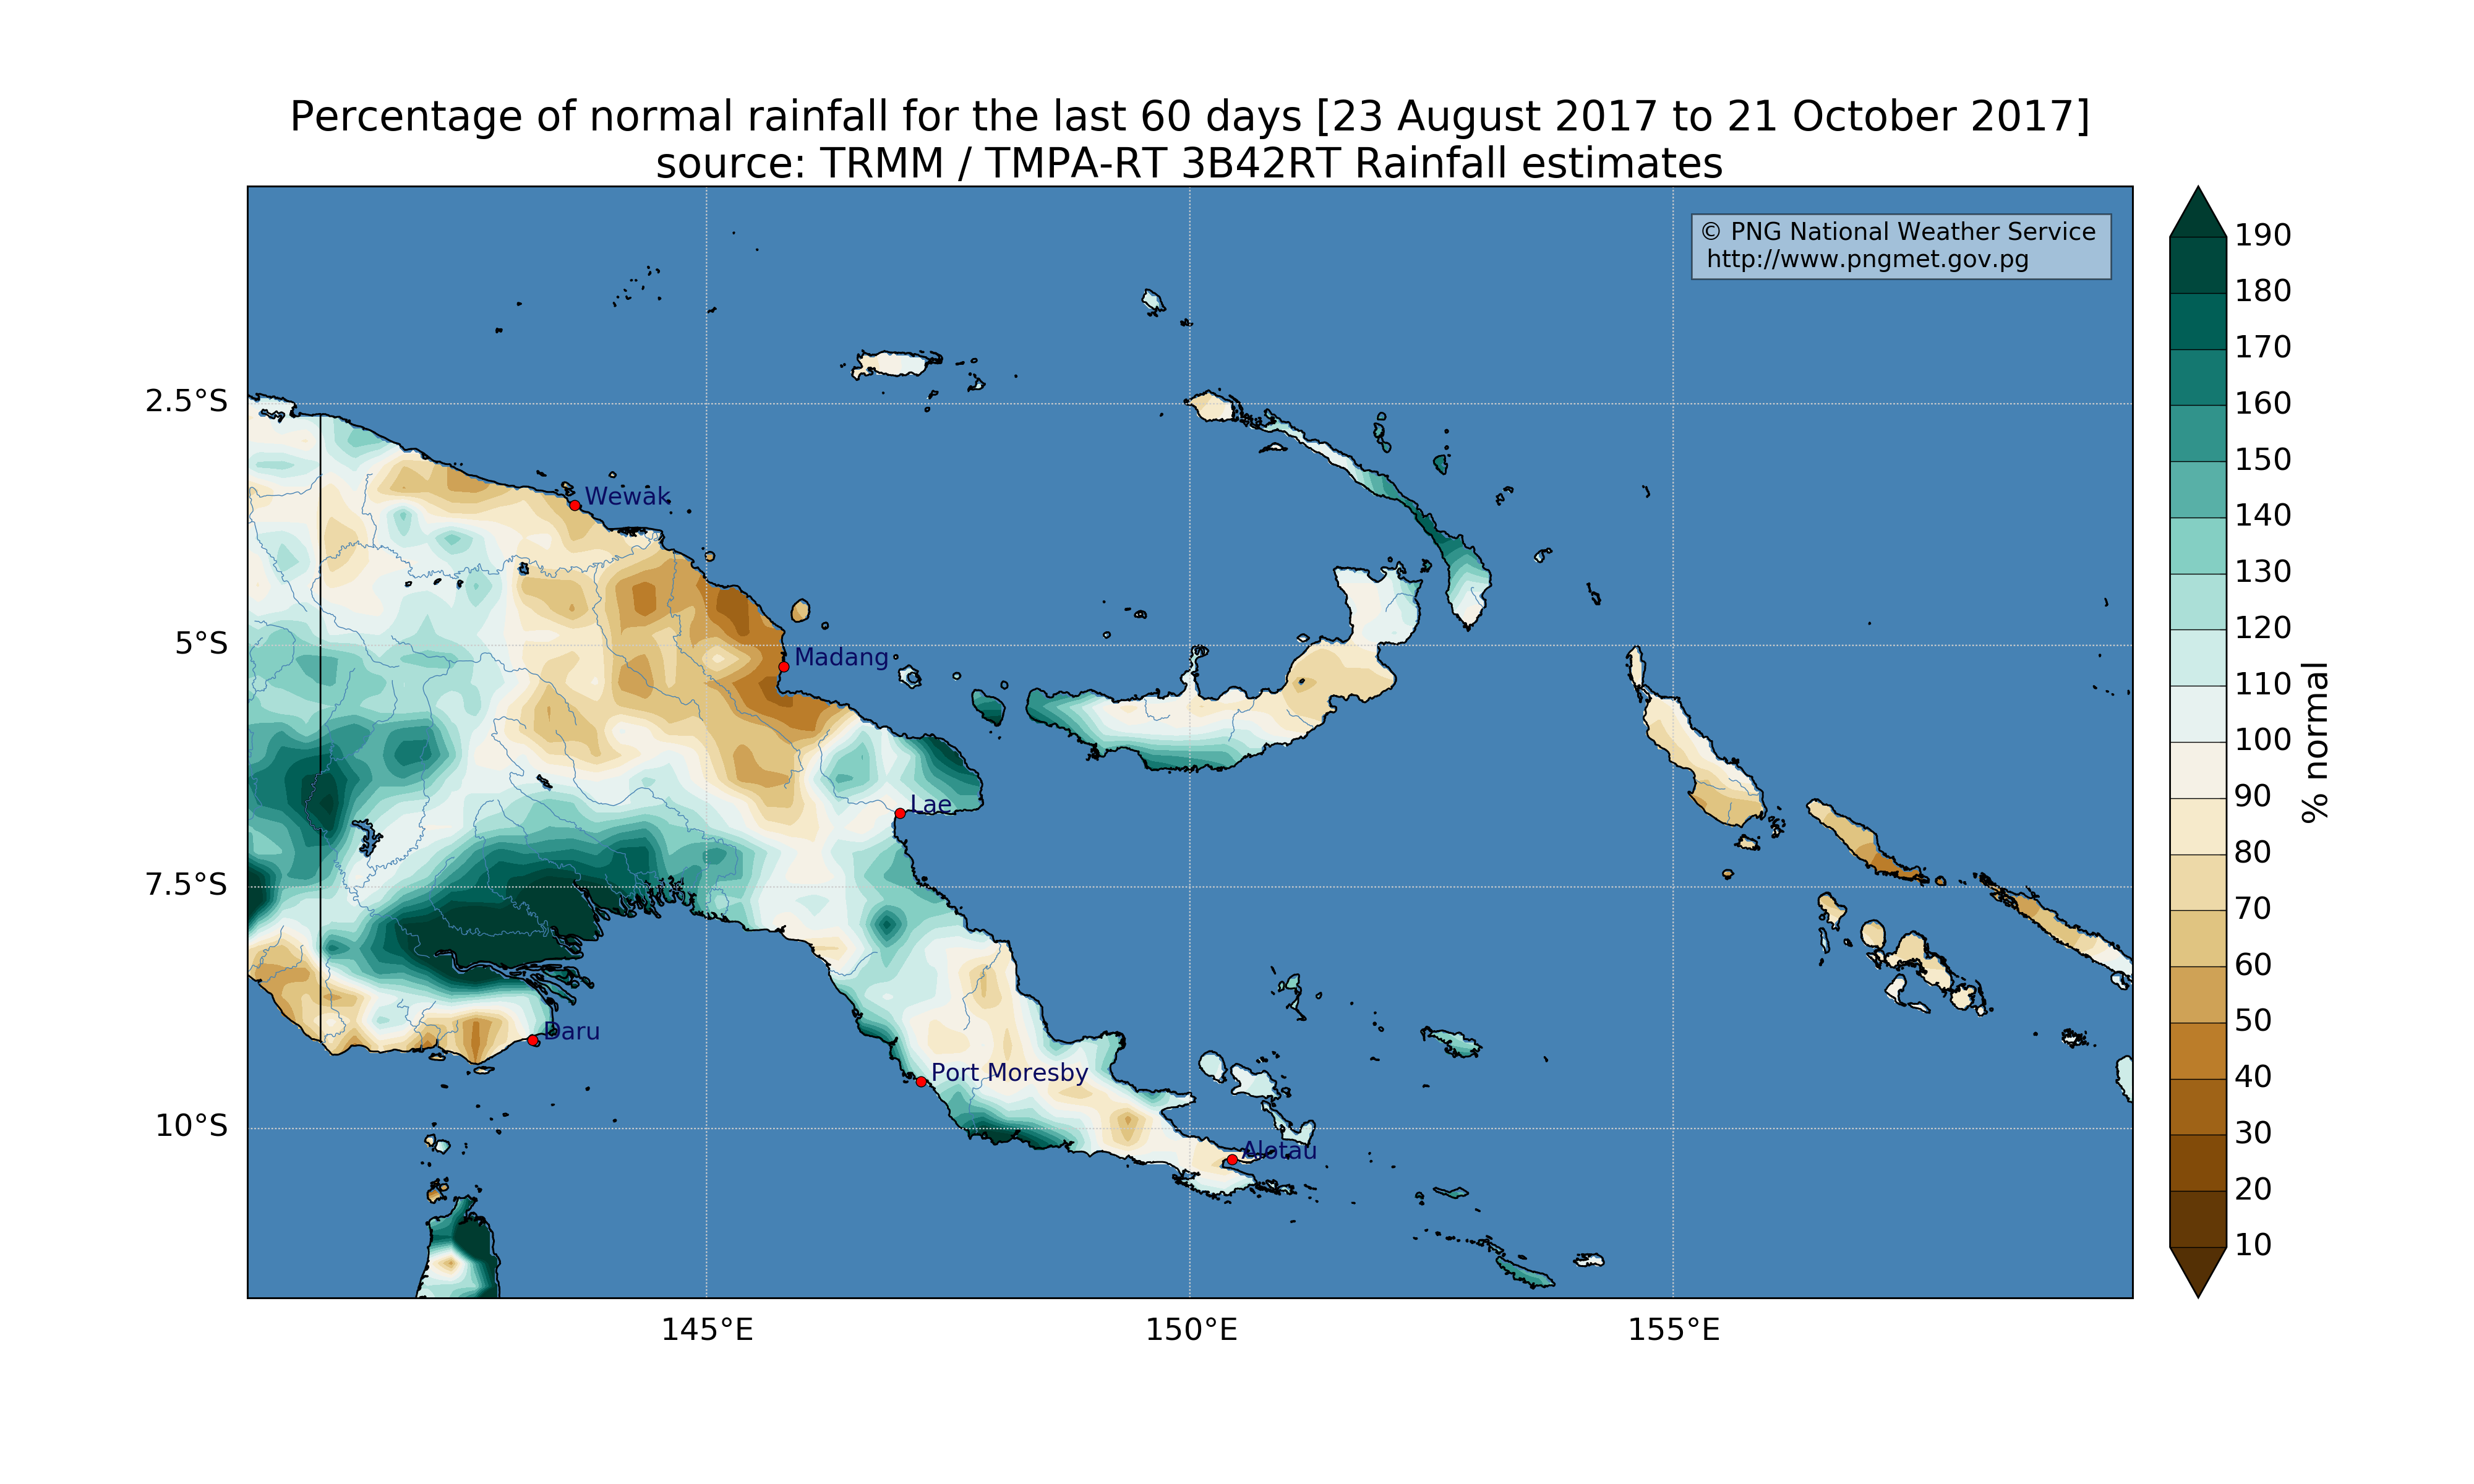 Percentage of normal rainfall for the last 60 days [23 August 2017 to 21 October 2017]
source: TRMM / TMPA-RT 3B42RT Rainfall estimates
© PNG National Weather Service
http://www.pngmet.gov.pg
2.5°S
5°S
7.5°S
10°S
Wewak
Madang
Lae
Daru
Port Moresby
Alotau
145°E
150°E
155°E
190
180
170
160
150
140
130
120
110
100
90
80
70
60
50
40
30
20
10
% normal